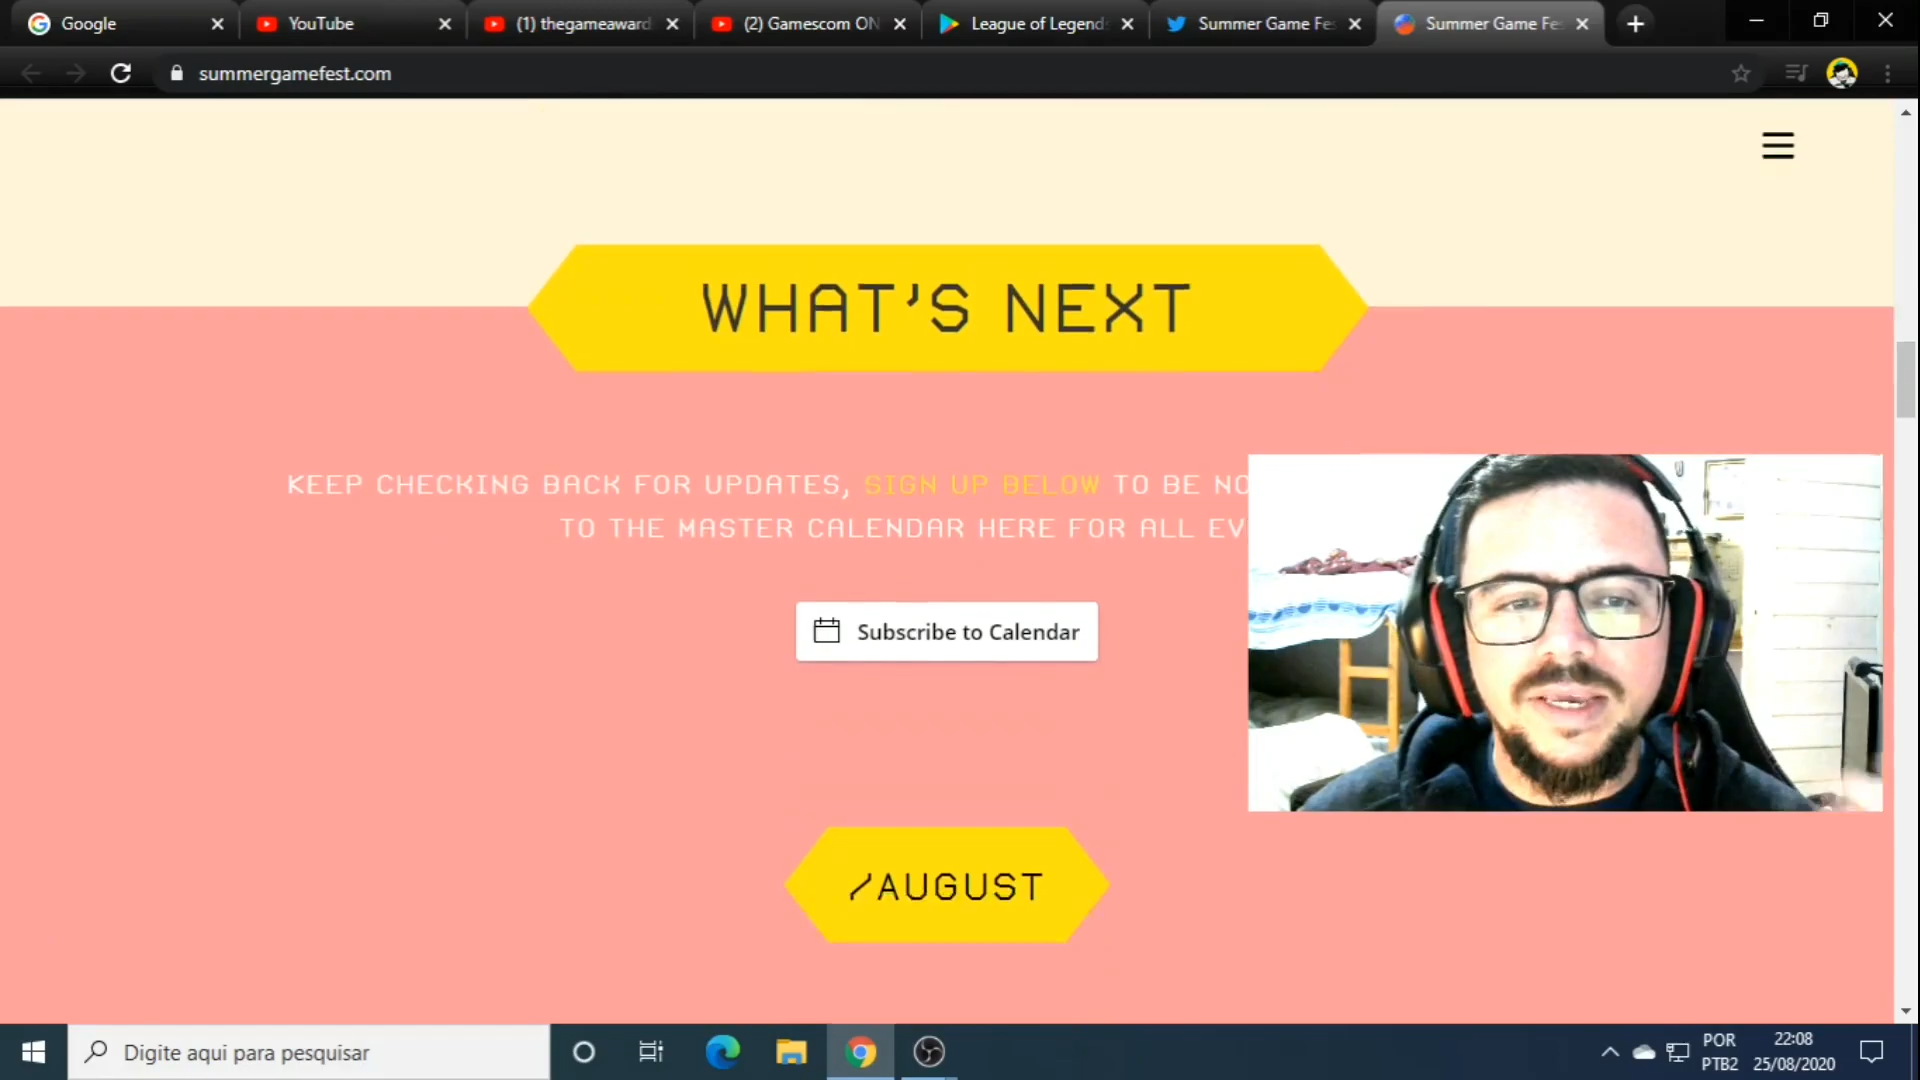 Google
YouTube
(1) thegameaward
(2) Gamescom ON
League of Legend
Summer Game Fe
Summer Game Fe
summergamefest.com
WHAT'S NEXT
KEEP CHECKING BACK FOR UPDATES, SIGN UP BELOW TO BE NO
TO THE MASTER CALENDAR HERE FOR ALL EV
Subscribe to Calendar
/AUGUST
Digite aqui para pesquisar
POR
PTB2
22:08
25/08/2020